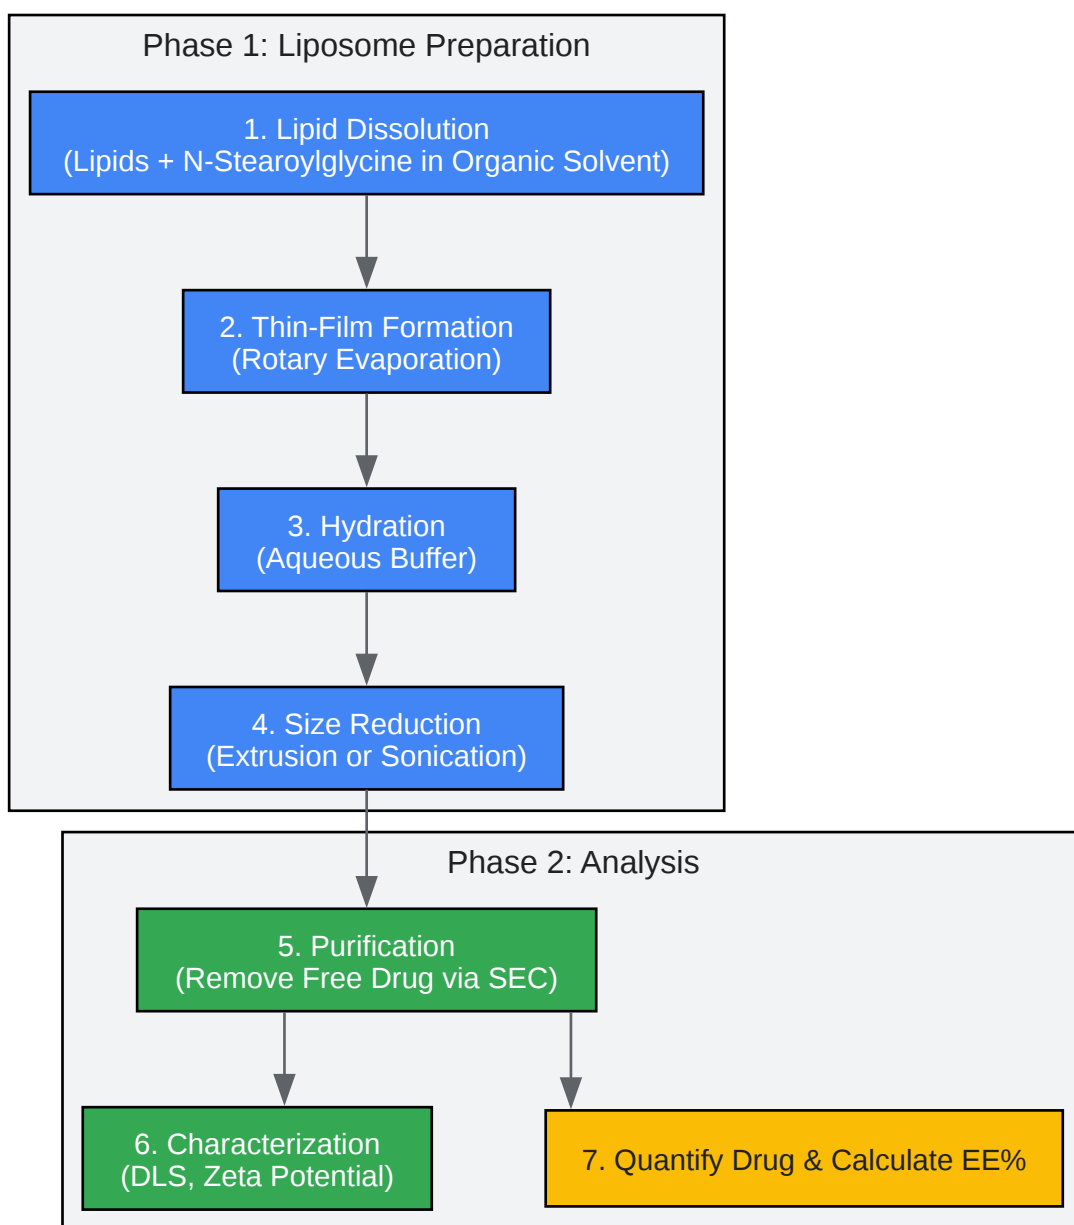 Phase 1: Liposome Preparation
1. Lipid Dissolution
(Lipids + N-Stearoylglycine in Organic Solvent)
2. Thin-Film Formation
(Rotary Evaporation)
3. Hydration
(Aqueous Buffer)
4. Size Reduction
(Extrusion or Sonication)
Phase 2: Analysis
5. Purification
(Remove Free Drug via SEC)
6. Characterization
(DLS, Zeta Potential)
7. Quantify Drug & Calculate EE%